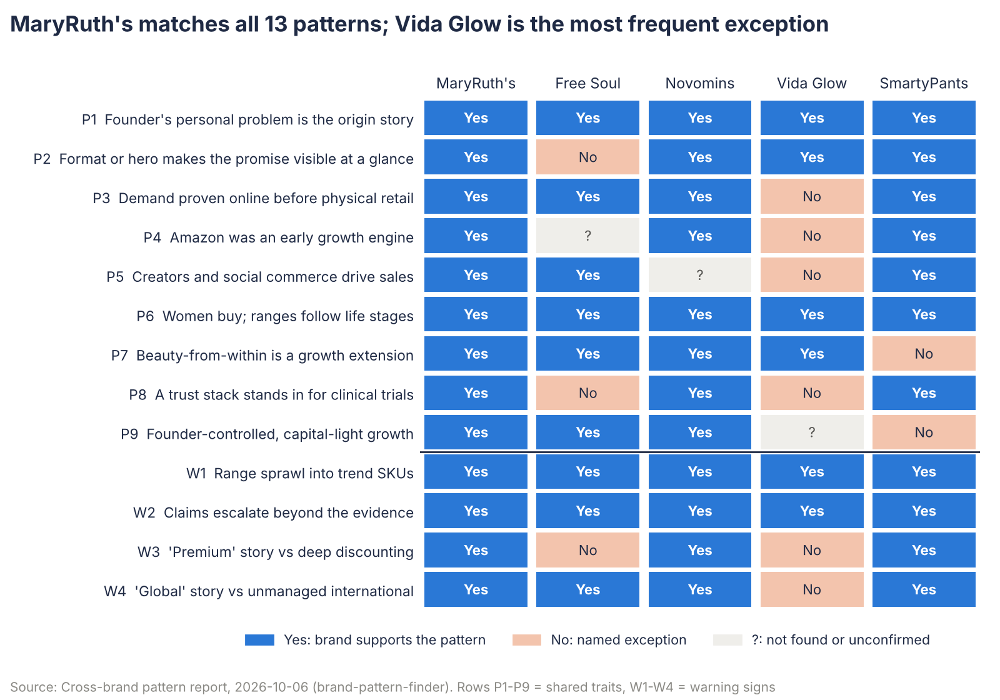 MaryRuth's matches all 13 patterns; Vida Glow is the most frequent exception
MaryRuth's Free Soul Novomins Vida Glow SmartyPants
P1 Founder's personal problem is the origin story Yes Yes Yes Yes Yes
P2 Format or hero makes the promise visible at a glance Yes No Yes Yes Yes
P3 Demand proven online before physical retail Yes Yes Yes No Yes
P4 Amazon was an early growth engine Yes ? Yes No Yes
P5 Creators and social commerce drive sales Yes Yes ? No Yes
P6 Women buy; ranges follow life stages Yes Yes Yes Yes Yes
P7 Beauty-from-within is a growth extension Yes Yes Yes Yes No
P8 A trust stack stands in for clinical trials Yes No Yes No Yes
P9 Founder-controlled, capital-light growth Yes Yes Yes ? No
W1 Range sprawl into trend SKUs Yes Yes Yes Yes Yes
W2 Claims escalate beyond the evidence Yes Yes Yes Yes Yes
W3 'Premium' story vs deep discounting Yes No Yes No Yes
W4 'Global' story vs unmanaged international Yes Yes Yes No Yes
Yes: brand supports the pattern No: named exception ?: not found or unconfirmed
Source: Cross-brand pattern report, 2026-10-06 (brand-pattern-finder). Rows P1-P9 = shared traits, W1-W4 = warning signs